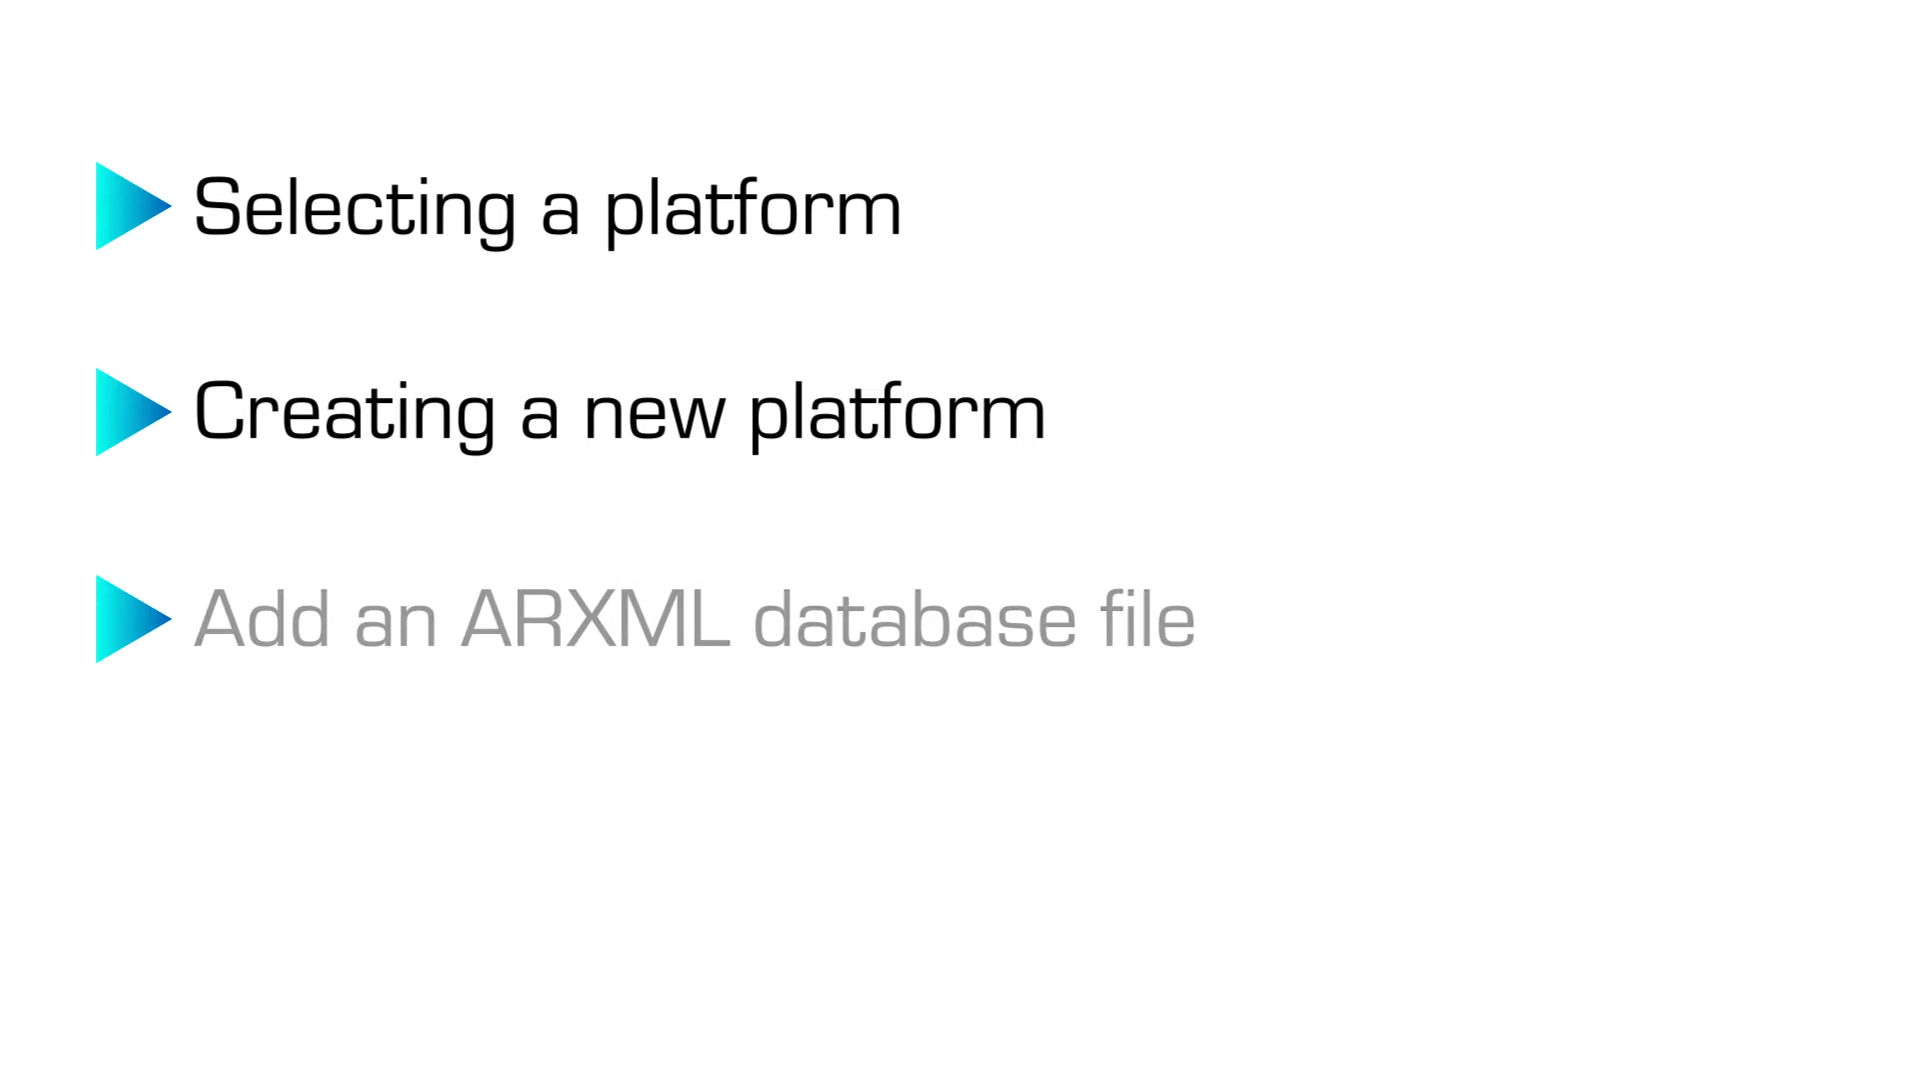 Selecting a platform
Creating a new platform
Add an ARXML database file